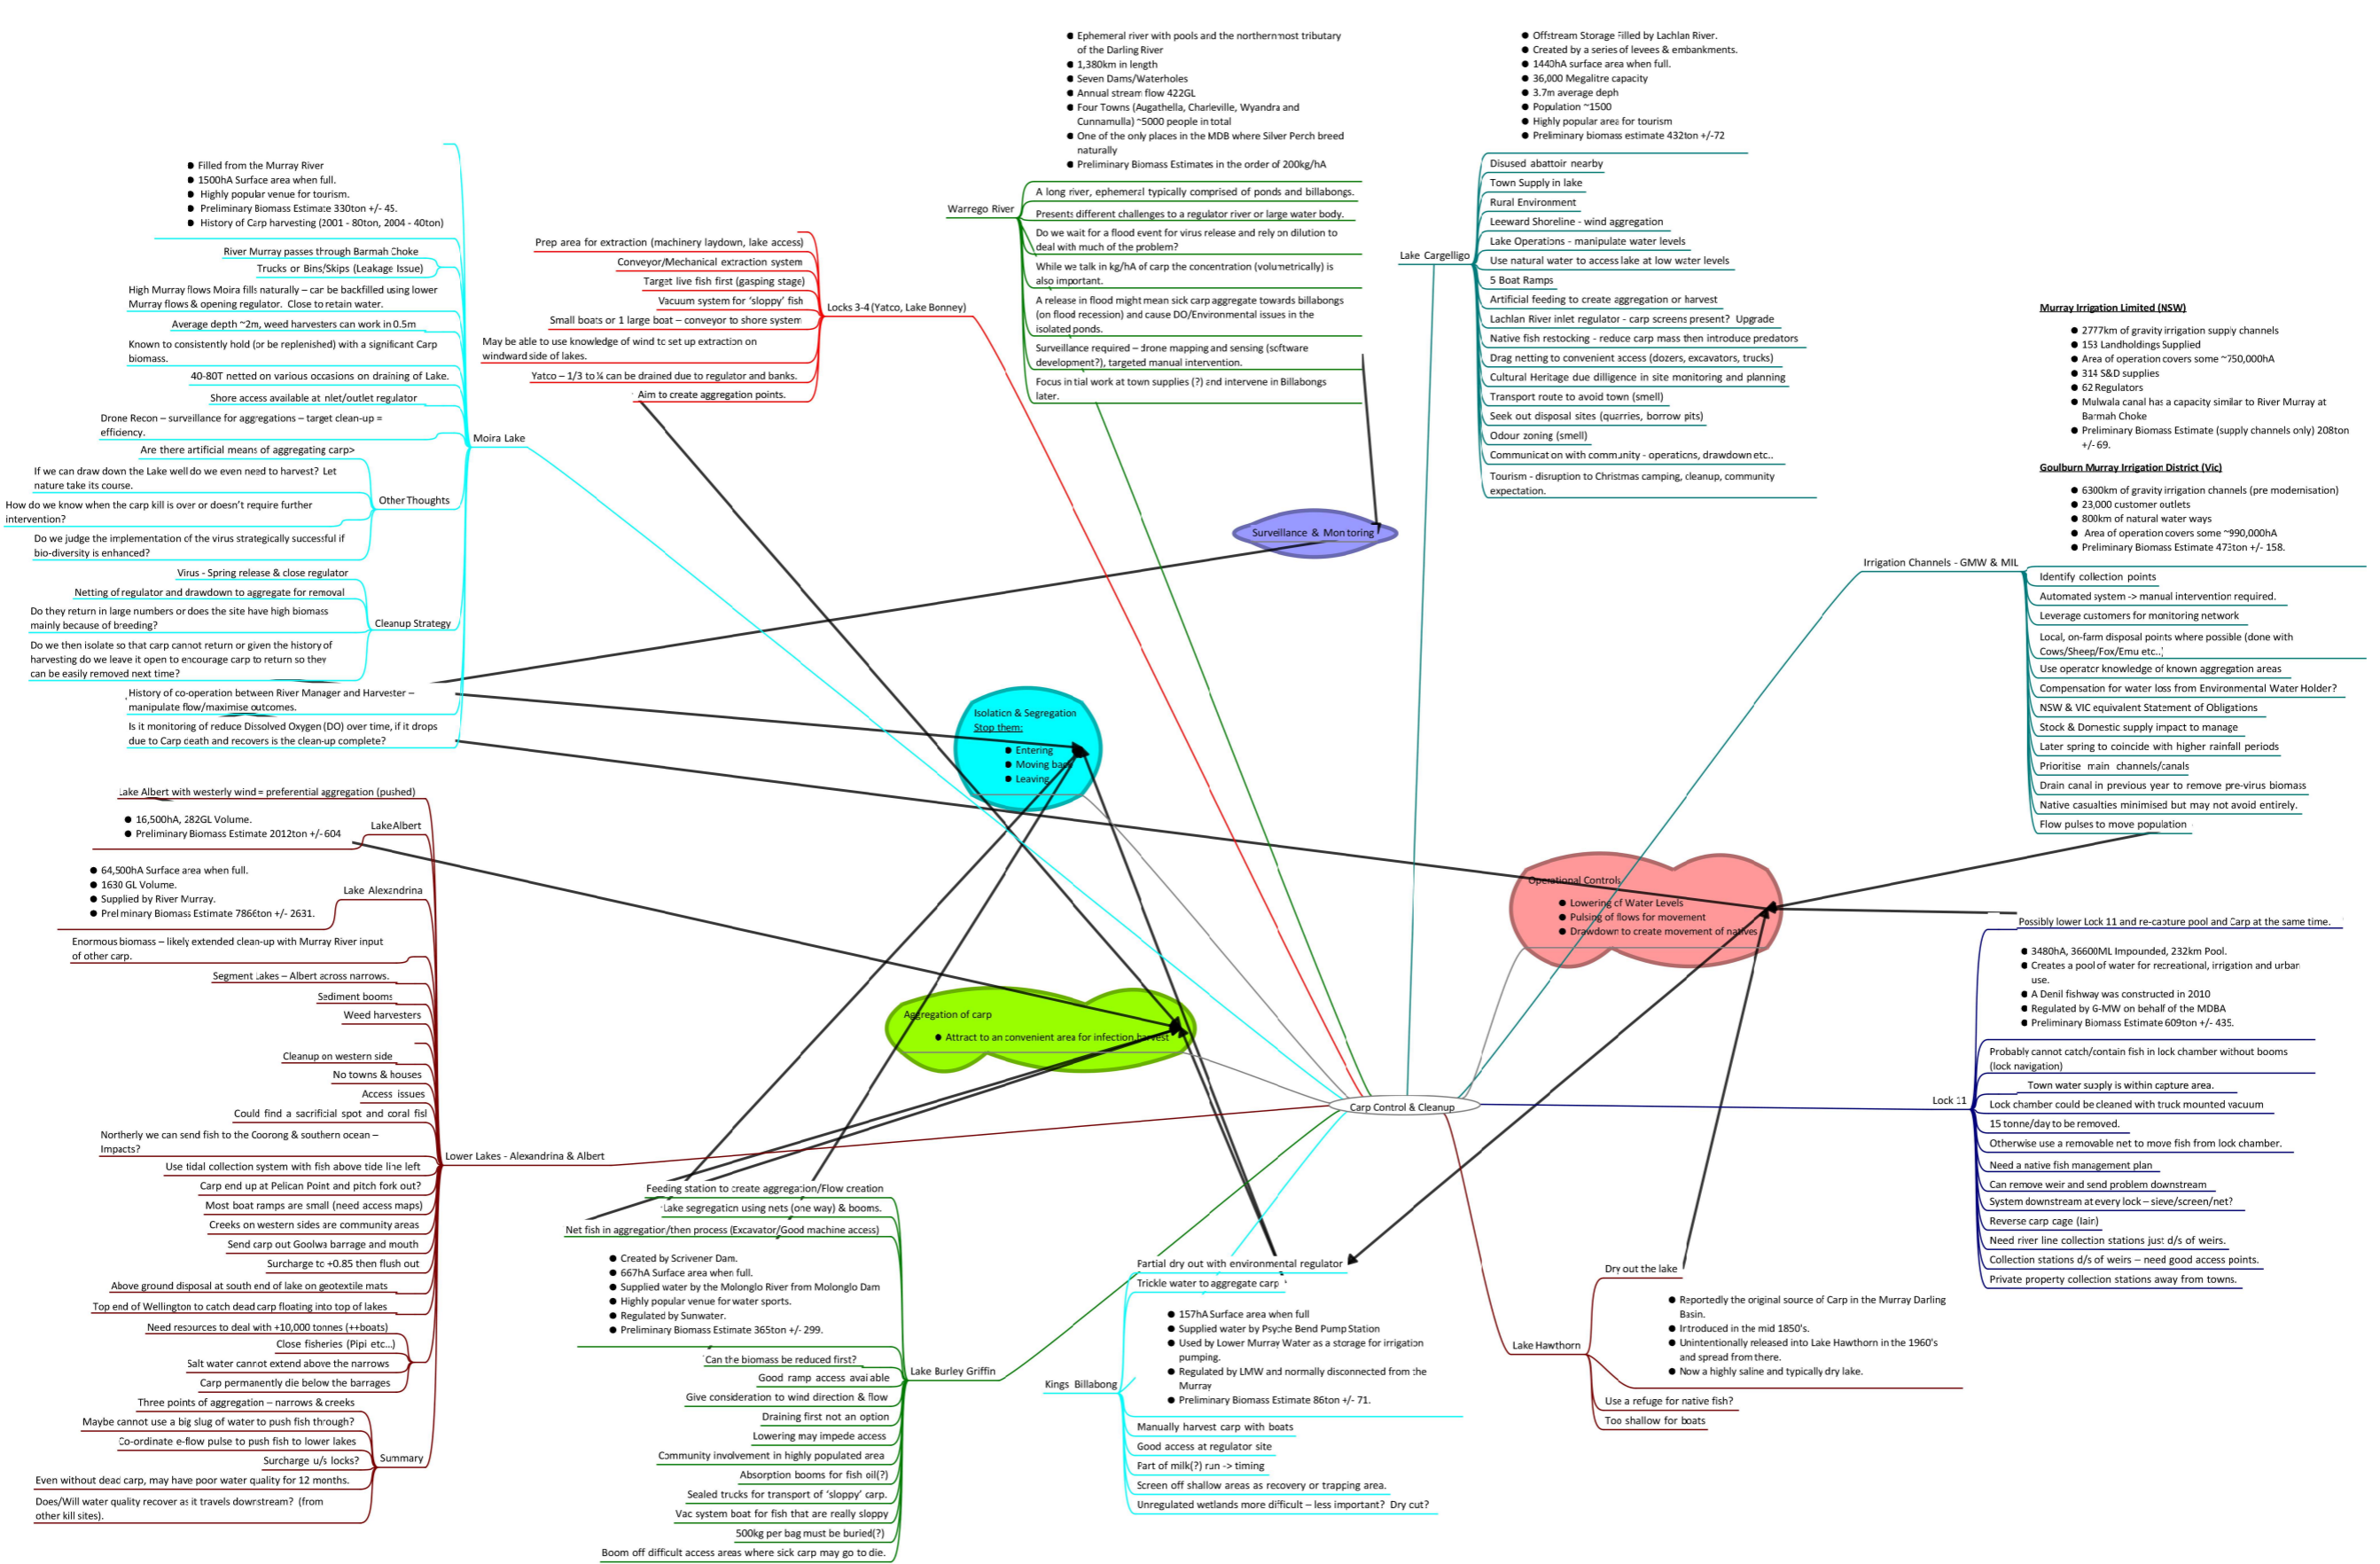 ● Ephemeral river with pools and the northernmost tributary
of the Darling River
● 1,380km in length
● Seven Dams/Waterholes
● Annual stream flow 422GL
● Four Towns (Augathella, Charleville, Wyandra and
Cunnamulla) ~5000 people in total
● One of the only places in the MDB where Silver Perch breed
naturally
● Preliminary Biomass Estimates in the order of 200kg/hA
Warrego River
A long river, ephemeral typically comprised of ponds and billabongs.
Presents different challenges to a regulator river or large water body.
Do we wait for a flood event for virus release and rely on dilution to
deal with much of the problem?
While we talk in kg/hA of carp the concentration (volumetrically) is
also important.
A release in flood might mean sick carp aggregate towards billabongs
(on flood recession) and cause DO/Environmental issues in the
isolated ponds.
Surveillance required – drone mapping and sensing (software
development?), targeted manual intervention.
Focus in tial work at town supplies (?) and intervene in Billabongs
later.
● Offstream Storage Filled by Lachlan River.
● Created by a series of levees & embankments.
● 1440hA surface area when full.
● 36,000 Megalitre capacity
● 3.7m average deph
● Population ~1500
● Highly popular area for tourism
● Preliminary biomass estimate 432ton +/-72
Lake Cargelligo
Disused abattoir nearby
Town Supply in lake
Rural Environment
Leeward Shoreline - wind aggregation
Lake Operations - manipulate water levels
Use natural water to access lake at low water levels
5 Boat Ramps
Artificial feeding to create aggregation or harvest
Lachlan River inlet regulator - carp screens present? Upgrade
Native fish restocking - reduce carp mass then introduce predators
Drag netting to convenient access (dozers, excavators, trucks)
Cultural Heritage due dilligence in site monitoring and planning
Transport route to avoid town (smell)
Seek out disposal sites (quarries, borrow pits)
Odour zoning (smell)
Communication with community - operations, drawdown etc..
Tourism - disruption to Christmas camping, cleanup, community
expectation.
● Filled from the Murray River
● 1500hA Surface area when full.
● Highly popular venue for tourism.
● Preliminary Biomass Estimate 330ton +/- 45.
● History of Carp harvesting (2001 - 80ton, 2004 - 40ton)
River Murray passes through Barmah Choke
Trucks or Bins/Skips (Leakage Issue)
High Murray flows Moira fills naturally – can be backfilled using lower
Murray flows & opening regulator. Close to retain water.
Average depth ~2m, weed harvesters can work in 0.5m
Known to consistently hold (or be replenished) with a significant Carp
biomass.
40-80T netted on various occasions on draining of Lake.
Shore access available at inlet/outlet regulator
Drone Recon – surveillance for aggregations – target clean-up =
efficiency.
Moira Lake
Are there artificial means of aggregating carp>
If we can draw down the Lake well do we even need to harvest? Let
nature take its course.
Other Thoughts
How do we know when the carp kill is over or doesn't require further
intervention?
Do we judge the implementation of the virus strategically successful if
bio-diversity is enhanced?
Virus - Spring release & close regulator
Netting of regulator and drawdown to aggregate for removal
Do they return in large numbers or does the site have high biomass
mainly because of breeding?
Cleanup Strategy
Do we then isolate so that carp cannot return or given the history of
harvesting do we leave it open to encourage carp to return so they
can be easily removed next time?
History of co-operation between River Manager and Harvester –
manipulate flow/maximise outcomes.
Is it monitoring of reduce Dissolved Oxygen (DO) over time, if it drops
due to Carp death and recovers is the clean-up complete?
Prep area for extraction (machinery laydown, lake access)
Conveyor/Mechanical extraction system
Target live fish first (gasping stage)
Vacuum system for 'sloppy' fish
Small boats or 1 large boat – conveyor to shore system
Locks 3-4 (Yatco, Lake Bonney)
May be able to use knowledge of wind to set up extraction on
windward side of lakes.
Yatco – 1/3 to ¼ can be drained due to regulator and banks.
Aim to create aggregation points.
Surveillance & Monitoring
Murray Irrigation Limited (NSW)
● 2777km of gravity irrigation supply channels
● 153 Landholdings Supplied
● Area of operation covers some ~750,000hA
● 314 S&D supplies
● 62 Regulators
● Mulwala canal has a capacity similar to River Murray at
Barmah Choke
● Preliminary Biomass Estimate (supply channels only) 208ton
+/- 69.
Goulburn Murray Irrigation District (Vic)
● 6300km of gravity irrigation channels (pre modernisation)
● 23,000 customer outlets
● 800km of natural water ways
● Area of operation covers some ~990,000hA
● Preliminary Biomass Estimate 473ton +/- 158.
Irrigation Channels - GMW & MIL
Identify collection points
Automated system -> manual intervention required.
Leverage customers for monitoring network
Local, on-farm disposal points where possible (done with
Cows/Sheep/Fox/Emu etc..)
Use operator knowledge of known aggregation areas
Compensation for water loss from Environmental Water Holder?
NSW & VIC equivalent Statement of Obligations
Stock & Domestic supply impact to manage
Later spring to coincide with higher rainfall periods
Prioritise main channels/canals
Drain canal in previous year to remove pre-virus biomass
Native casualties minimised but may not avoid entirely.
Flow pulses to move population
Isolation & Segregation
Stop them:
● Entering
● Moving back
● Leaving
Operational Controls
● Lowering of Water Levels
● Pulsing of flows for movement
● Drawdown to create movement of natives
Aggregation of carp
● Attract to an convenient area for infection harvest
Carp Control & Cleanup
Lake Albert with westerly wind = preferential aggregation (pushed)
● 16,500hA, 282GL Volume.
● Preliminary Biomass Estimate 2012ton +/- 604
Lake Albert
● 64,500hA Surface area when full.
● 1630 GL Volume.
● Supplied by River Murray.
● Preliminary Biomass Estimate 7866ton +/- 2631.
Lake Alexandrina
Enormous biomass – likely extended clean-up with Murray River input
of other carp.
Segment Lakes – Albert across narrows.
Sediment booms
Weed harvesters
Cleanup on western side
No towns & houses
Access issues
Could find a sacrificial spot and coral fisl
Northerly we can send fish to the Coorong & southern ocean –
Impacts?
Lower Lakes - Alexandrina & Albert
Use tidal collection system with fish above tide line left
Carp end up at Pelican Point and pitch fork out?
Most boat ramps are small (need access maps)
Creeks on western sides are community areas
Send carp out Goolwa barrage and mouth
Surcharge to +0.85 then flush out
Above ground disposal at south end of lake on geotextile mats
Top end of Wellington to catch dead carp floating into top of lakes
Need resources to deal with +10,000 tonnes (++boats)
Close fisheries (Pipi etc...)
Salt water cannot extend above the narrows
Carp permanently die below the barrages
Three points of aggregation – narrows & creeks
Maybe cannot use a big slug of water to push fish through?
Co-ordinate e-flow pulse to push fish to lower lakes
Surcharge u/s locks?
Summary
Even without dead carp, may have poor water quality for 12 months.
Does/Will water quality recover as it travels downstream? (from
other kill sites).
Feeding station to create aggregation/Flow creation
Lake segregation using nets (one way) & booms.
Net fish in aggregation/then process (Excavator/Good machine access)
● Created by Scrivener Dam.
● 667hA Surface area when full.
● Supplied water by the Molonglo River from Molonglo Dam
● Highly popular venue for water sports.
● Regulated by Sunwater.
● Preliminary Biomass Estimate 365ton +/- 299.
Can the biomass be reduced first?
Good ramp access available
Lake Burley Griffin
Give consideration to wind direction & flow
Draining first not an option
Lowering may impede access
Community involvement in highly populated area
Absorption booms for fish oil(?)
Sealed trucks for transport of 'sloppy' carp.
Vac system boat for fish that are really sloppy
500kg per bag must be buried(?)
Boom off difficult access areas where sick carp may go to die.
Partial dry out with environmental regulator
Trickle water to aggregate carp
● 157hA Surface area when full
● Supplied water by Psyche Bend Pump Station
● Used by Lower Murray Water as a storage for irrigation
pumping.
● Regulated by LMW and normally disconnected from the
Murray
● Preliminary Biomass Estimate 86ton +/- 71.
Kings Billabong
Manually harvest carp with boats
Good access at regulator site
Part of milk(?) run -> timing
Screen off shallow areas as recovery or trapping area.
Unregulated wetlands more difficult – less important? Dry out?
Dry out the lake
● Reportedly the original source of Carp in the Murray Darling
Basin.
● Introduced in the mid 1850's.
● Unintentionally released into Lake Hawthorn in the 1960's
and spread from there.
● Now a highly saline and typically dry lake.
Lake Hawthorn
Use a refuge for native fish?
Too shallow for boats
Possibly lower Lock 11 and re-capture pool and Carp at the same time.
● 3480hA, 36600ML Impounded, 232km Pool.
● Creates a pool of water for recreational, irrigation and urban
use.
● A Denil fishway was constructed in 2010
● Regulated by G-MW on behalf of the MDBA
● Preliminary Biomass Estimate 609ton +/- 435.
Probably cannot catch/contain fish in lock chamber without booms
(lock navigation)
Town water supply is within capture area.
Lock 11
Lock chamber could be cleaned with truck mounted vacuum
15 tonne/day to be removed.
Otherwise use a removable net to move fish from lock chamber.
Need a native fish management plan
Can remove weir and send problem downstream
System downstream at every lock – sieve/screen/net?
Reverse carp cage (lair)
Need river line collection stations just d/s of weirs.
Collection stations d/s of weirs – need good access points.
Private property collection stations away from towns.